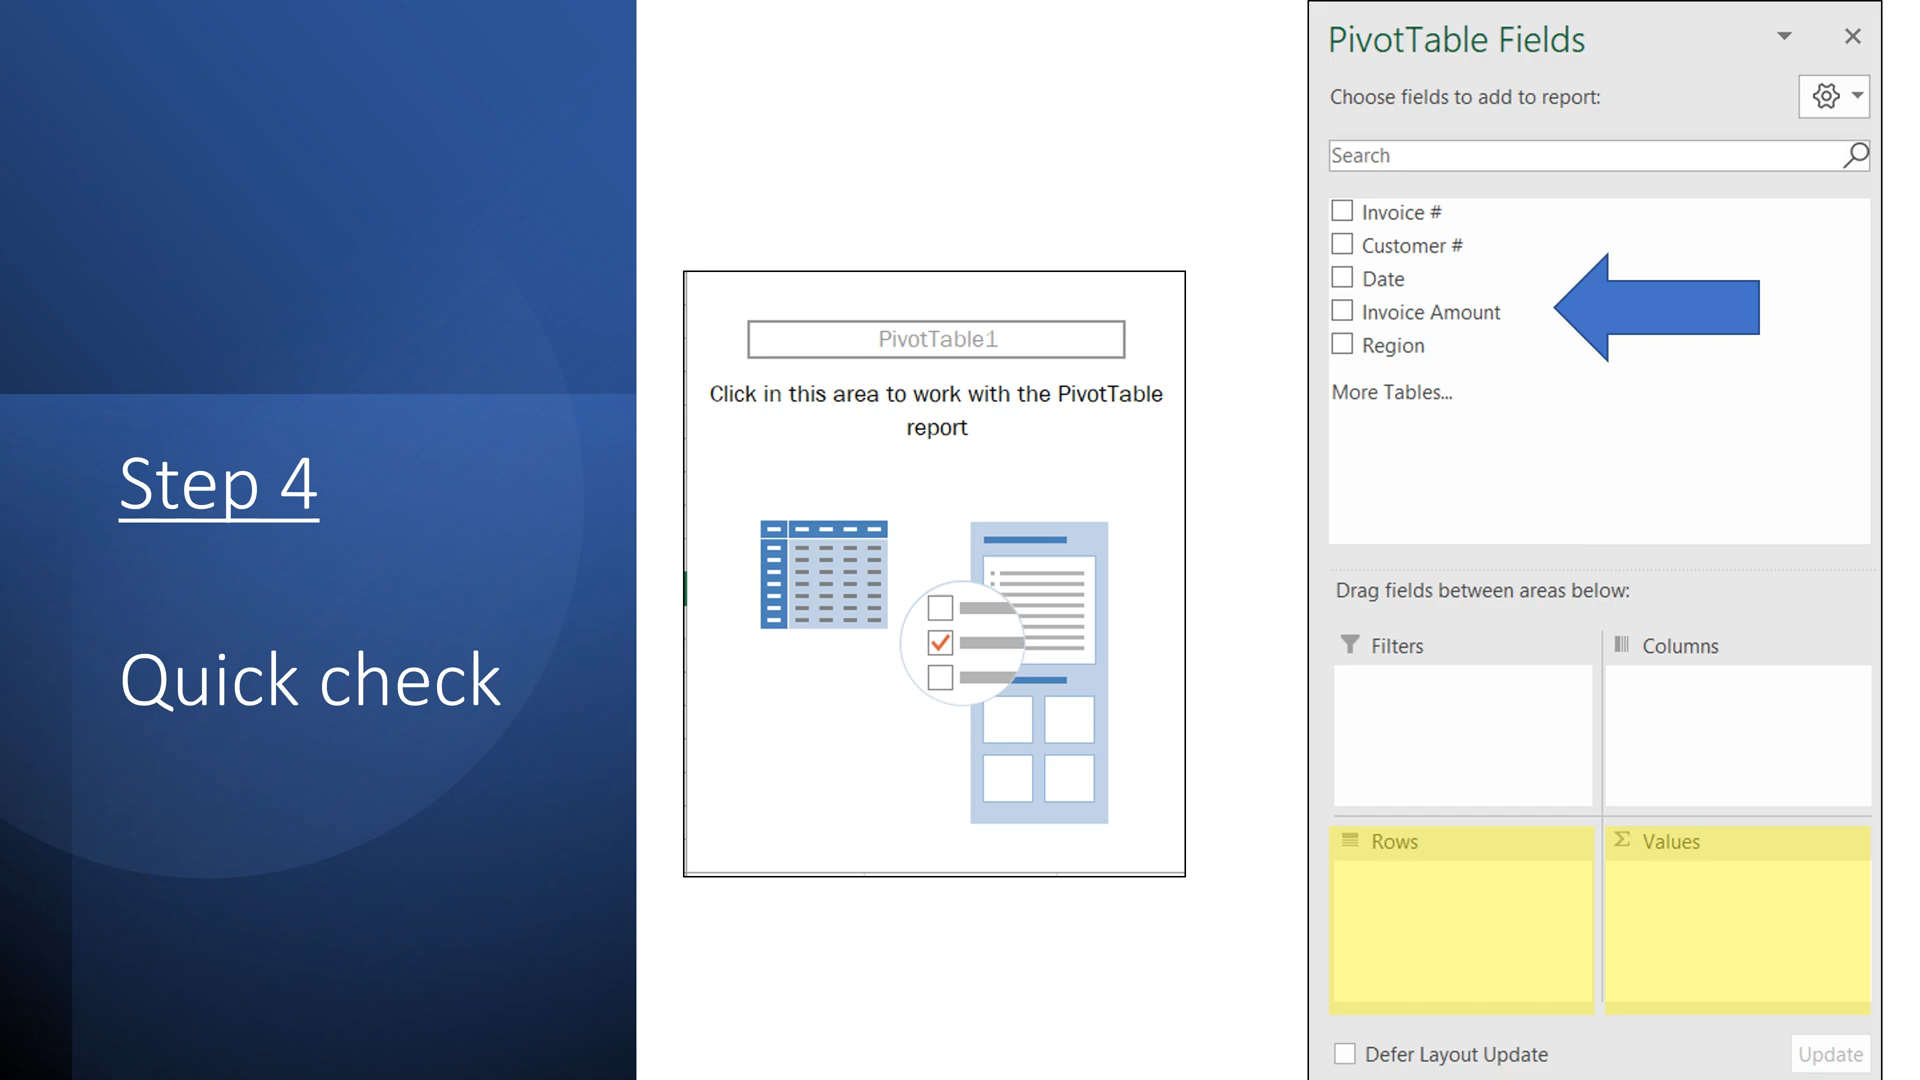 Step 4
Quick check
PivotTable1
Click in this area to work with the PivotTable
report
PivotTable Fields
Choose fields to add to report:
Search
Invoice #
Customer #
Date
Invoice Amount
Region
More Tables...
Drag fields between areas below:
Filters
Columns
Rows
Σ Values
Defer Layout Update
Update